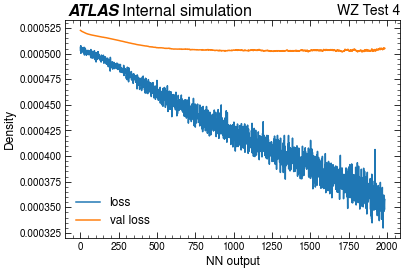 ATLAS Internal simulation
WZ Test 4
0.000525
0.000500
0.000475
0.000450
0.000425
0.000400
0.000375
0.000350
0.000325
Density
loss
val loss
0 250 500 750 1000 1250 1500 1750 2000
NN output